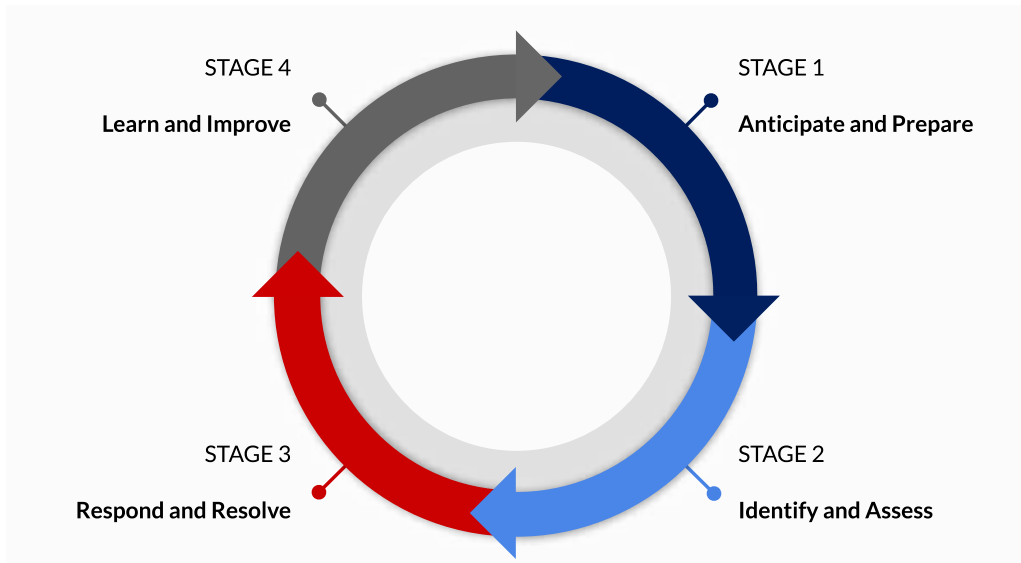 STAGE 4
Learn and Improve
STAGE 1
Anticipate and Prepare
STAGE 3
Respond and Resolve
STAGE 2
Identify and Assess